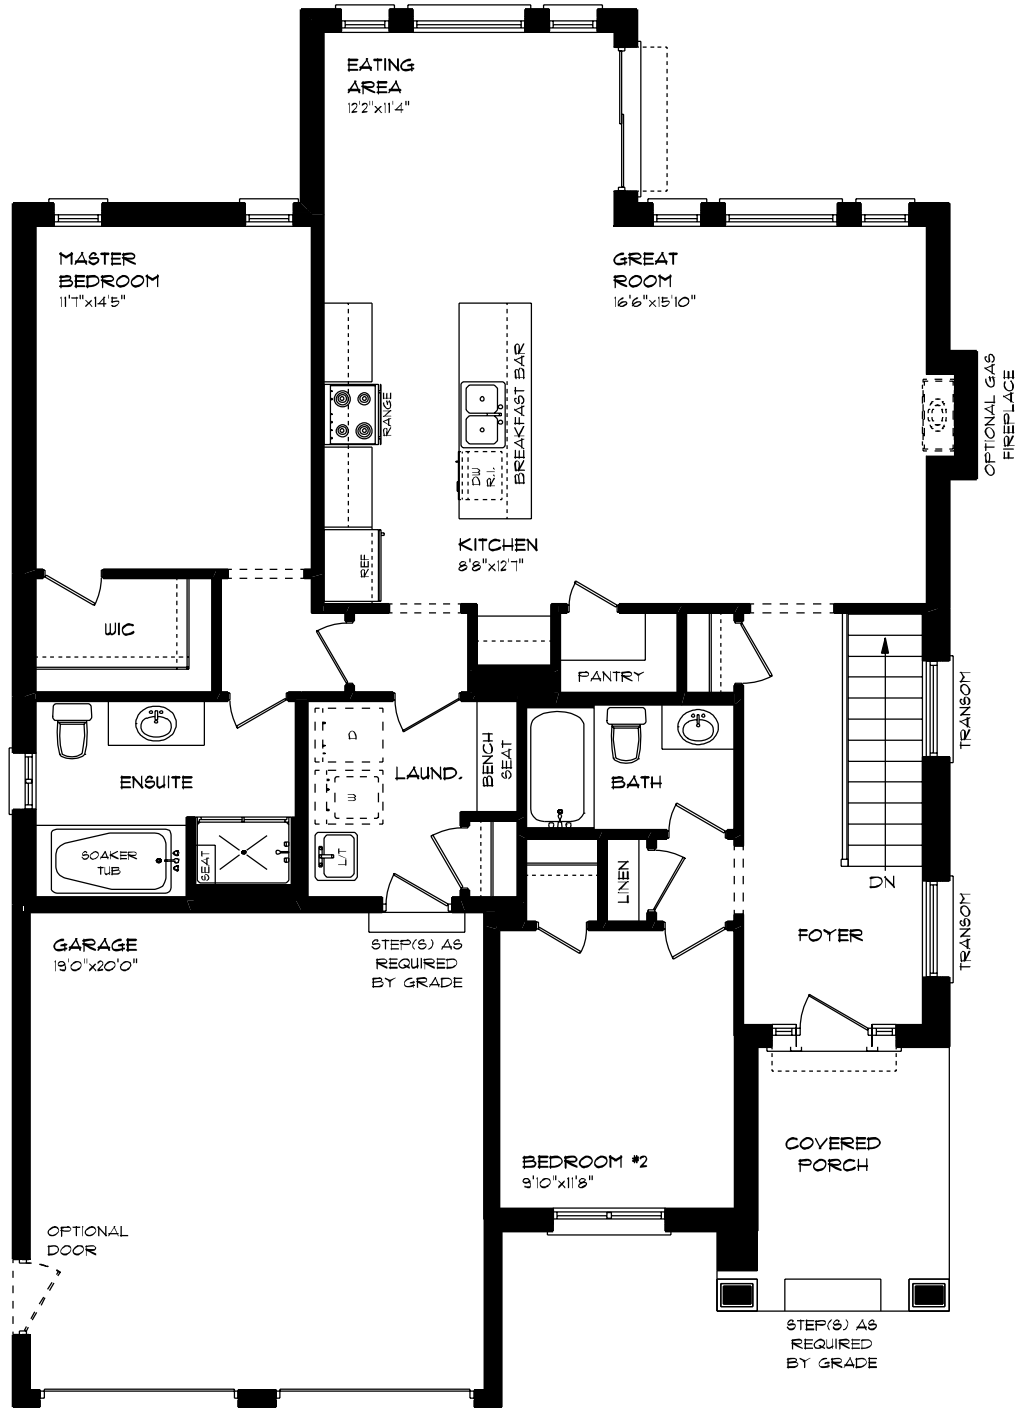 EATING
AREA
12'2"x11'4"
MASTER
BEDROOM
11'7"x14'5"
GREAT
ROOM
16'6"x15'10"
OPTIONAL GAS
FIREPLACE
RANGE
BREAKFAST BAR
DW
R.I.
REF
KITCHEN
8'8"x12'7"
WIC
PANTRY
TRANSOM
ENSUITE
D
W
LAUND.
BENCH
SEAT
BATH
SOAKER
TUB
SEAT
L/T
LINEN
DN
TRANSOM
FOYER
GARAGE
19'0"x20'0"
STEP(S) AS
REQUIRED
BY GRADE
COVERED
PORCH
BEDROOM #2
9'10"x11'8"
OPTIONAL
DOOR
STEP(S) AS
REQUIRED
BY GRADE